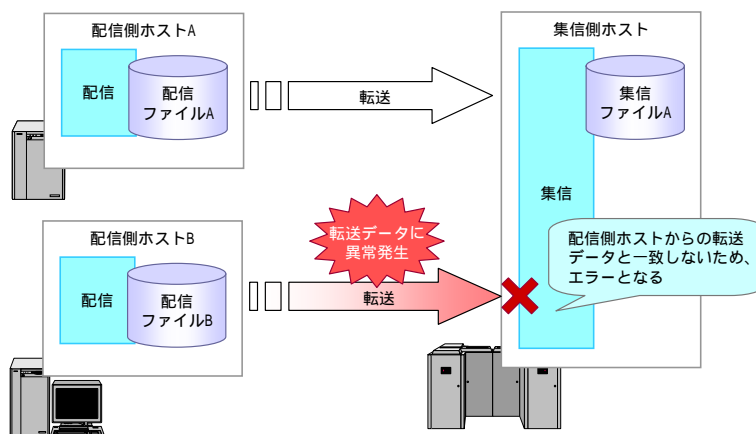 配信側ホストA
配信
配信
ファイルA
転送
集信側ホスト
集信
ファイルA
集信
配信側ホストB
配信
配信
ファイルB
転送データに
異常発生
転送
配信側ホストからの転送
データと一致しないため、
エラーとなる